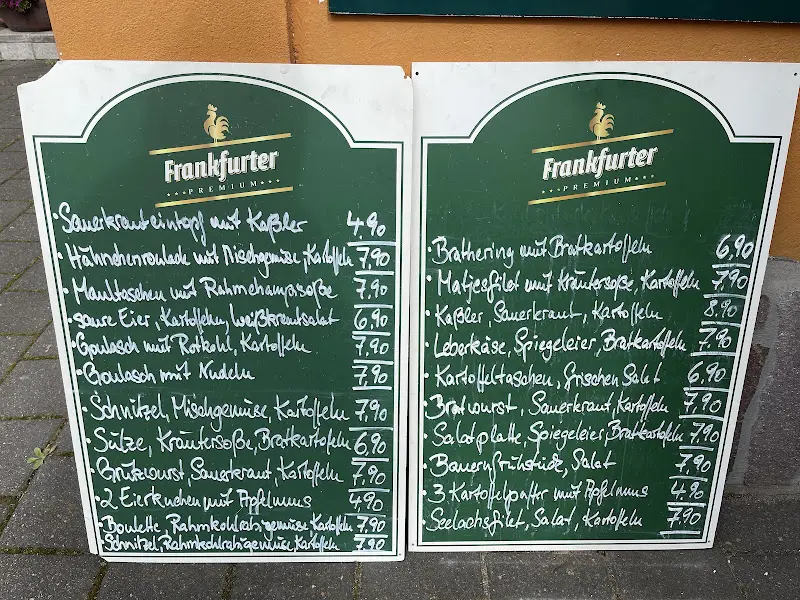 Frankfurter
PREMIUM
Sauerkrauteintopf mit Kaßler 4,90
Hähnchenroulade mit Mischgemüse, Kartoffeln 7,90
Maultaschen mit Rahmchampsoße 7,90
saure Eier, Kartoffeln, Weißkrautsalat 6,90
Goulasch mit Rotkohl, Kartoffeln 7,90
Goulasch mit Nudeln 7,90
Schnitzel, Mischgemüse, Kartoffeln 7,90
Sülze, Kräutersoße, Bratkartoffeln 6,90
Grützwurst, Sauerkraut, Kartoffeln 7,90
2 Eierkuchen mit Apfelmus 4,90
Boulette, Rahmkohlrabigemüse Kartoffeln 7,90
Schnitzel, Rahmkohlrabigemüse, Kartoffeln 7,90
Frankfurter
PREMIUM
Brathering mit Bratkartoffeln 6,90
Matjesfilet mit Kräutersoße, Kartoffeln 7,90
Kaßler, Sauerkraut, Kartoffeln 8,90
Leberkäse, Spiegeleier, Bratkartoffeln 7,90
Kartoffeltaschen, frischen Salat 6,90
Bratwurst, Sauerkraut, Kartoffeln 7,90
Salatplatte, Spiegeleier, Bratkartoffeln 7,90
Bauernfrühstück, Salat 7,90
3 Kartoffelpuffer mit Apfelmus 4,90
Seelachsfilet, Salat, Kartoffeln 7,90